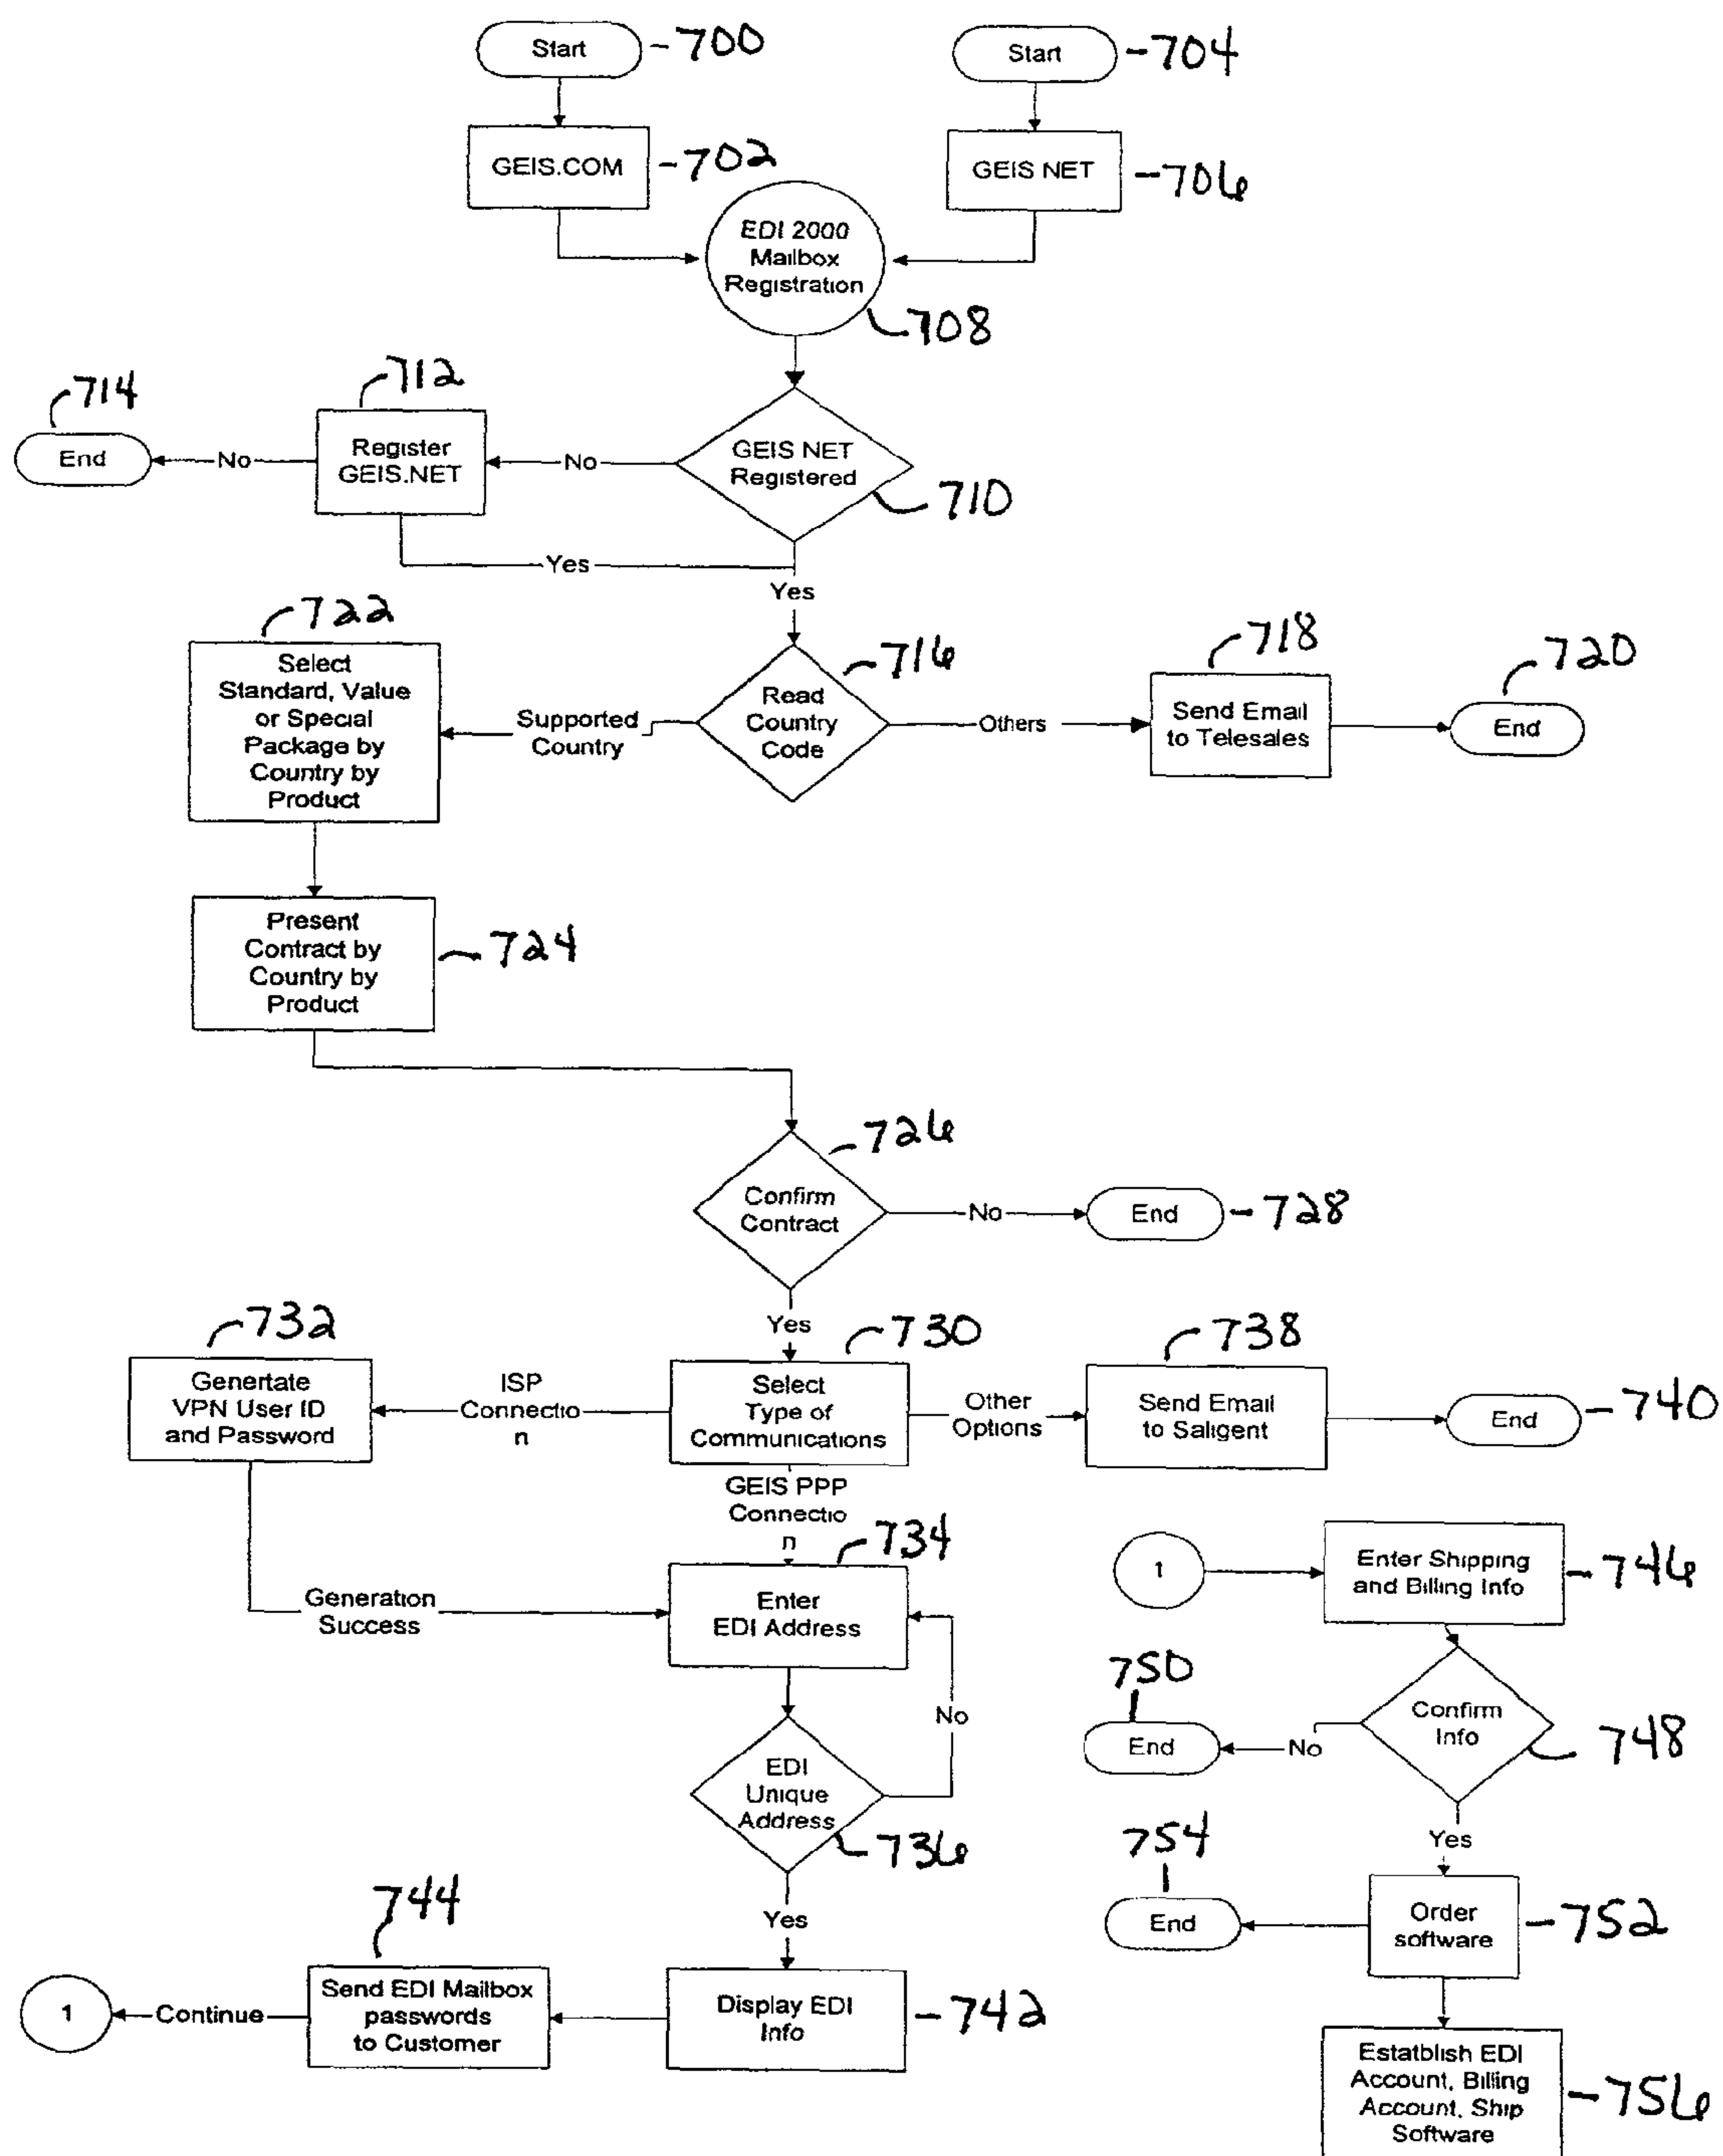 Start
-700
Start
-704
GEIS.COM
-702
GEIS NET
-706
EDI 2000
Mailbox
Registration
708
714
712
End
No
Register
GEIS.NET
No
GEIS NET
Registered
710
Yes
Yes
722
Select
Standard, Value
or Special
Package by
Country by
Product
Supported
Country
716
Read
Country
Code
Others
718
Send Email
to Telesales
720
End
Present
Contract by
Country by
Product
724
726
Confirm
Contract
No
End
-728
Yes
732
Genertate
VPN User ID
and Password
ISP
Connectio
n
730
Select
Type of
Communications
Other
Options
738
Send Email
to Saligent
End
-740
GEIS PPP
Connectio
n
734
Generation
Success
Enter
EDI Address
No
EDI
Unique
Address
736
Yes
744
1
Continue
Send EDI Mailbox
passwords
to Customer
Display EDI
Info
-742
1
Enter Shipping
and Billing Info
-746
750
End
No
Confirm
Info
748
Yes
754
End
Order
software
-752
Estatblish EDI
Account, Billing
Account, Ship
Software
-756